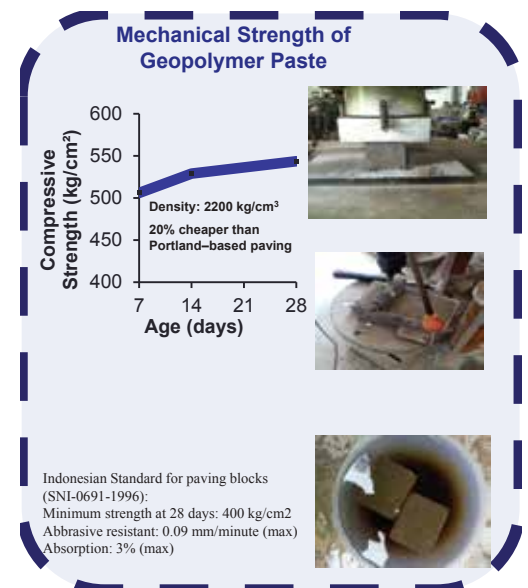 Mechanical Strength of
Geopolymer Paste
600
550
500
450
400
Compressive
Strength (kg/cm²)
Density: 2200 kg/cm³
20% cheaper than
Portland–based paving
7 14 21 28
Age (days)
Indonesian Standard for paving blocks
(SNI-0691-1996):
Minimum strength at 28 days: 400 kg/cm2
Abbrasive resistant: 0.09 mm/minute (max)
Absorption: 3% (max)